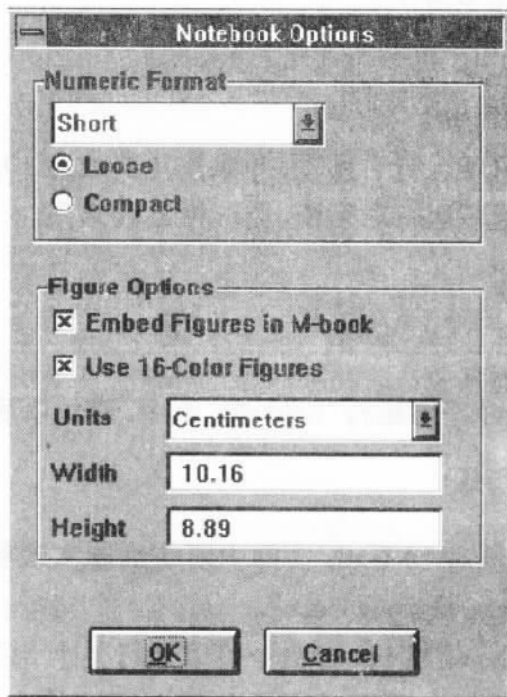 Notebook Options
Numeric Format
Short
Loose
Compact
Figure Options
Embed Figures in M-book
Use 16-Color Figures
Units Centimeters
Width 10.16
Height 8.89
OK Cancel